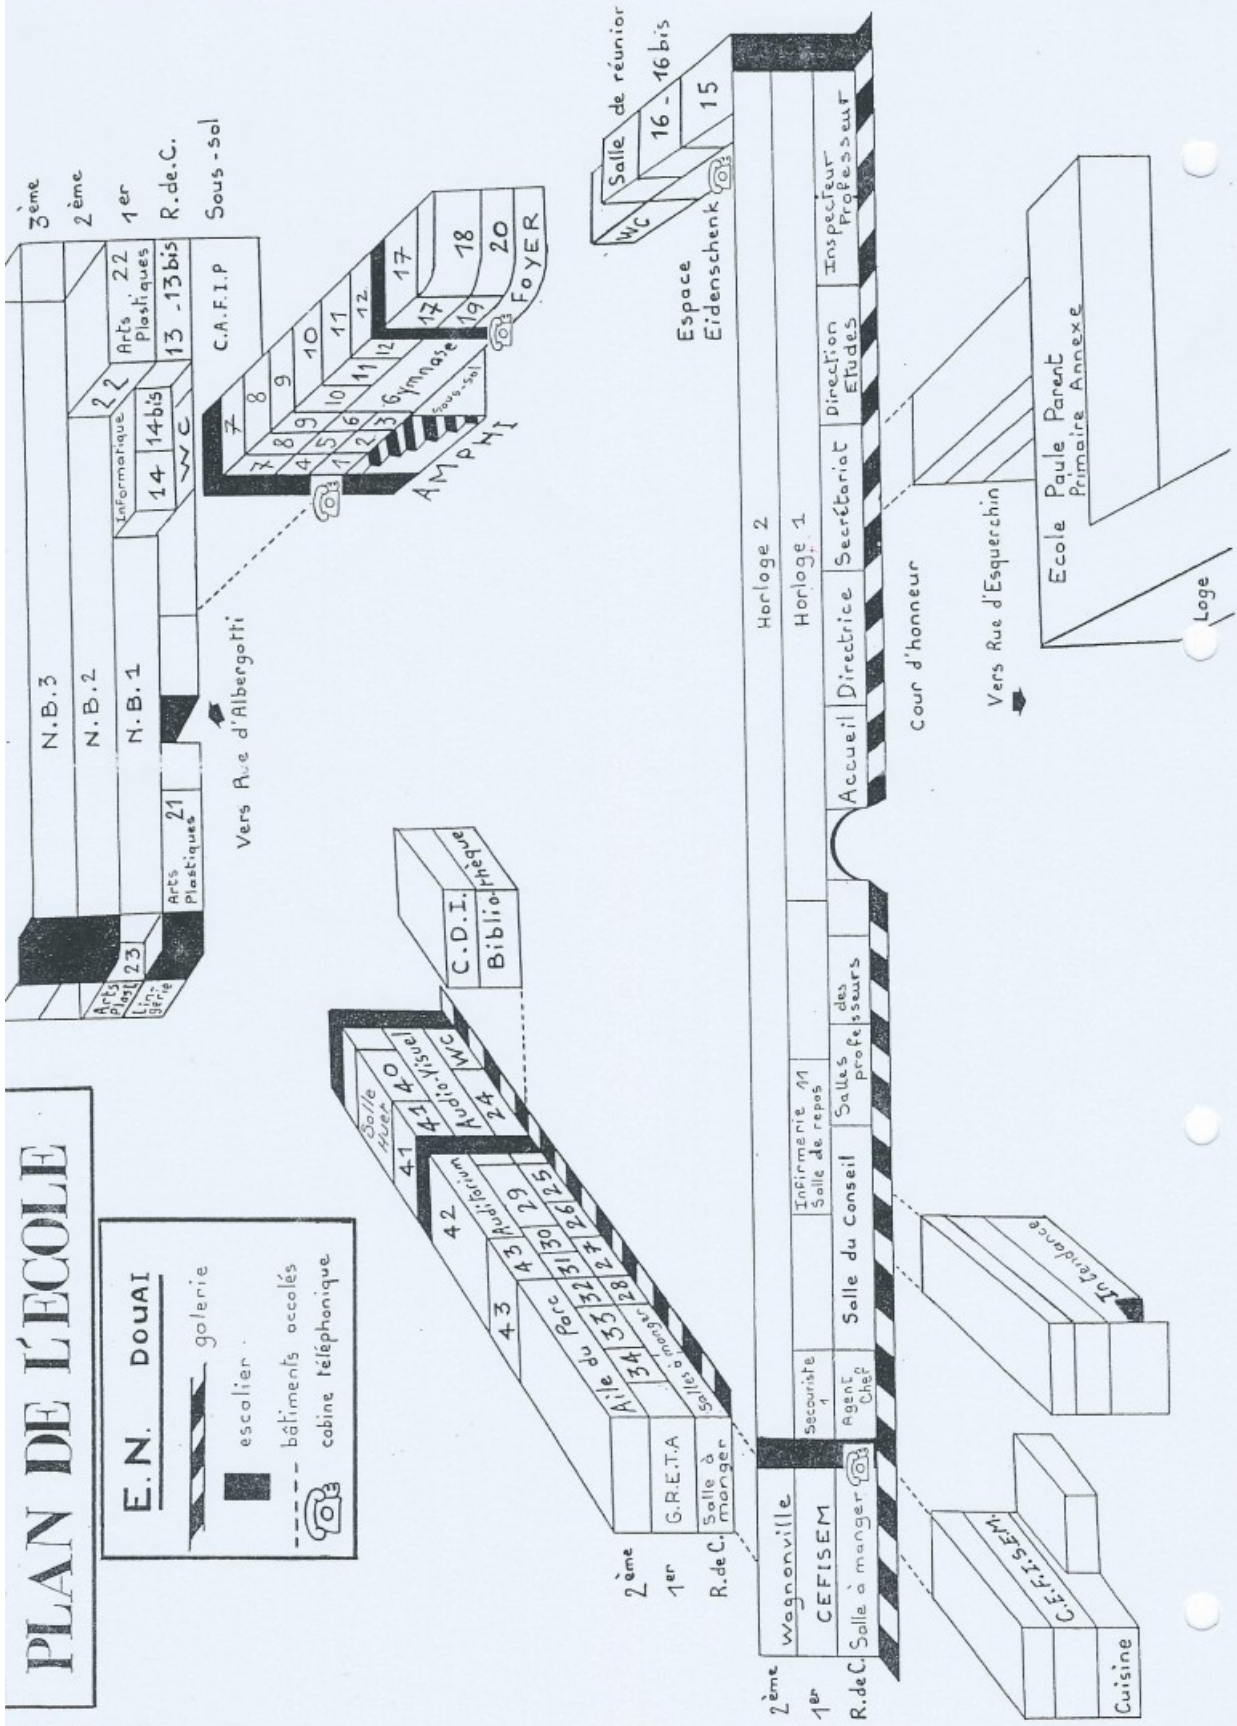 PLAN DE L'ECOLE
E.N. DOUAI
galerie
escalier
bâtiments accolés
cabine téléphonique
3ème
2ème
1er
R.de.C.
Sous-sol
N.B.3
N.B.2
N.B.1
22
Arts 22
Plastiques
Informatique
14
14bis
13 - 13bis
WC
C.A.F.I.P
Arts
Plast
23
Lin-
gerie
Arts
Plastiques
21
Vers Rue d'Albergotti
7
8
9
10
11
12
17
7
8
9
10
11
12
17
18
4
5
6
Gymnase
19
20
1
2
3
Sous-sol
FOYER
AMPHI
C.D.I.
Bibliothèque
Salle
Huer
40
41
41
Audio-Visuel
WC
24
42
Auditorium
43
43
29
30
31
32
33
34
25
26
27
28
Aile du Parc
Salles à manger
2ème
1er
R.de C.
G.R.E.T.A
Salle à
manger
Salle de réunion
16 - 16bis
15
WC
Espace
Eidenschenk
Horloge 2
Horloge 1
2ème
1er
R.de C.
Wagnonville
CEFISEM
Salle à manger
Secouriste
1
Agent
Chef
Infirmerie 11
Salle de repos
Salle du Conseil
Salles des
professeurs
Accueil
Directrice
Secrétariat
Direction
Etudes
Inspecteur
Professeur
Cour d'honneur
Vers Rue d'Esquerchin
Ecole Paule Parent
Primaire Annexe
Loge
Intendance
C.E.F.I.S.E.M.
Cuisine